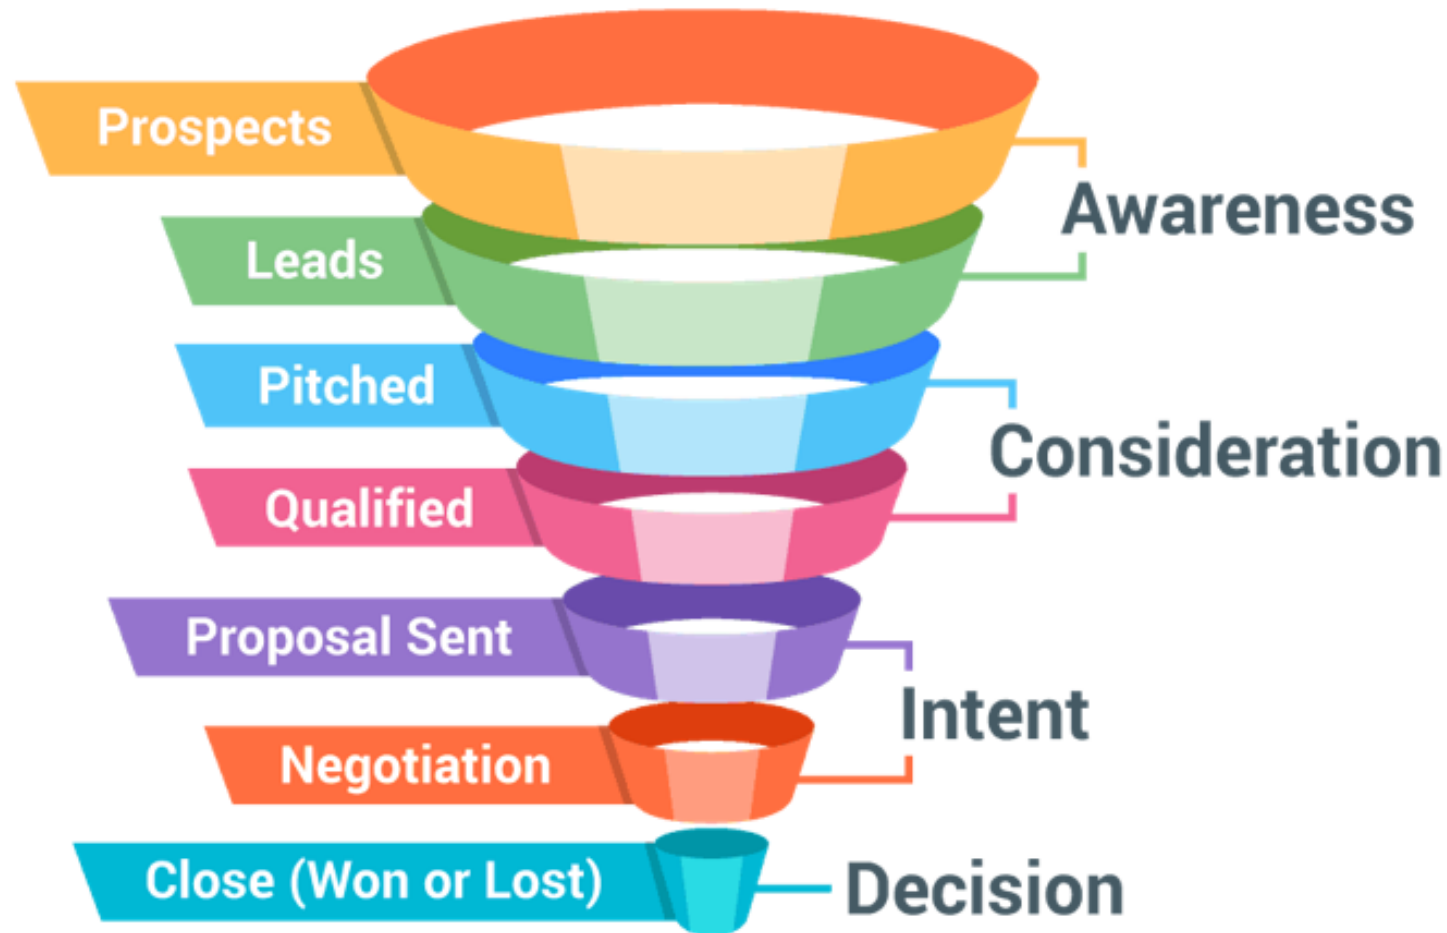 Prospects
Awareness
Leads
Pitched
Consideration
Qualified
Proposal Sent
Intent
Negotiation
Close (Won or Lost)
Decision